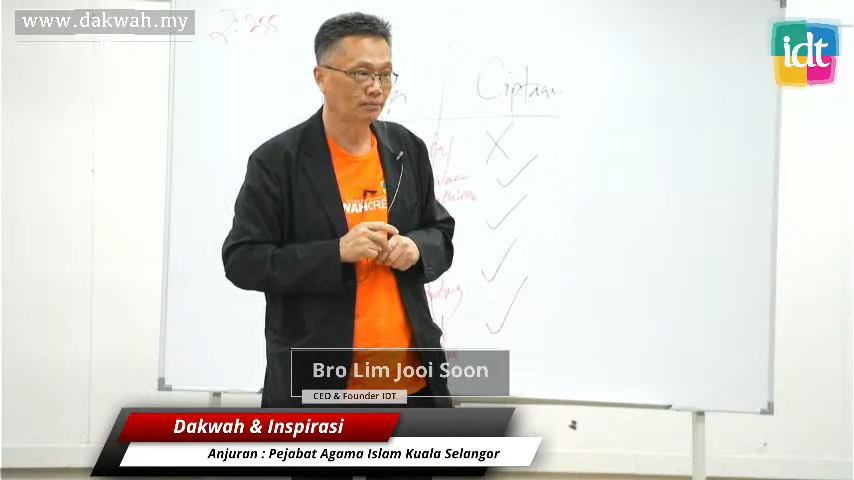 www.dakwah.my
idt
2:255
Ciptaan
WAHCRE
Bro Lim Jooi Soon
CEO & Founder IDT
Dakwah & Inspirasi
Anjuran : Pejabat Agama Islam Kuala Selangor